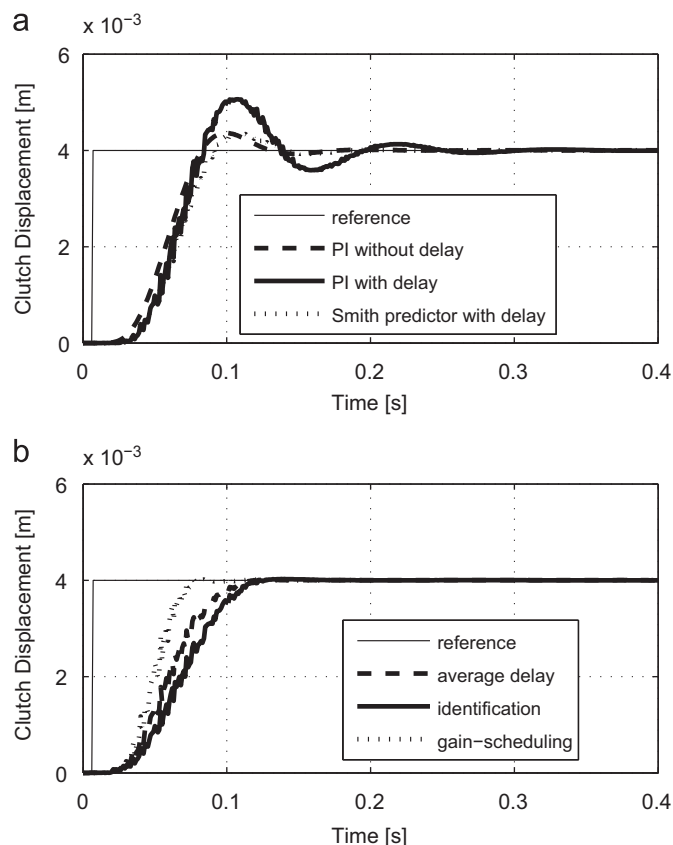 a
x 10⁻³
6
4
2
0
Clutch Displacement [m]
reference
PI without delay
PI with delay
Smith predictor with delay
0 0.1 0.2 0.3 0.4
Time [s]
b
x 10⁻³
6
4
2
0
Clutch Displacement [m]
reference
average delay
identification
gain−scheduling
0 0.1 0.2 0.3 0.4
Time [s]